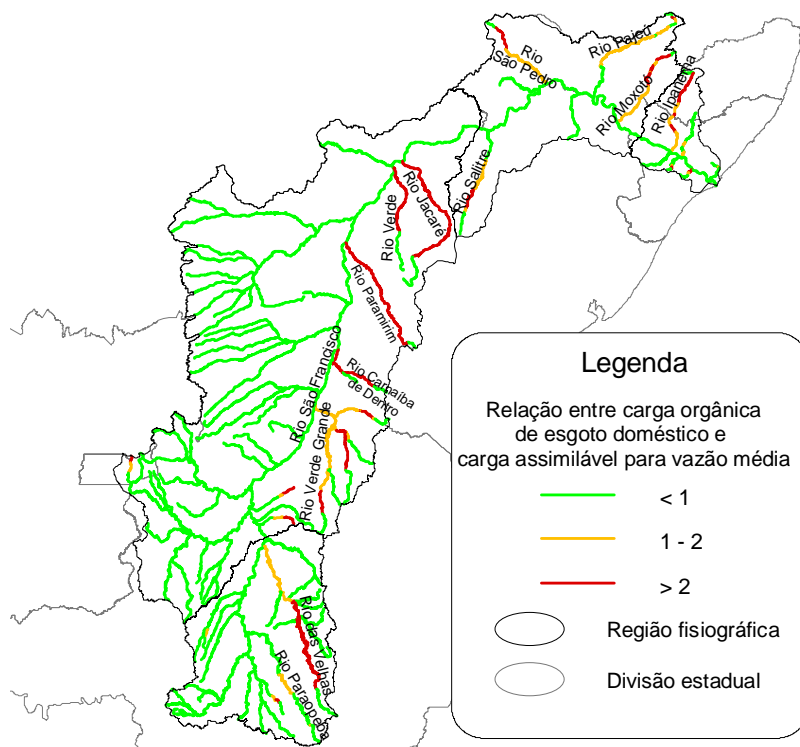 Rio
São Pedro
Rio Pajeú
Rio Moxotó
Rio Ipanema
Rio Salitre
Rio Jacaré
Rio Verde
Rio Paramirim
Rio São Francisco
Rio Carnaíba
de Dentro
Rio Verde Grande
Rio das Velhas
Rio Paraopeba
Legenda
Relação entre carga orgânica
de esgoto doméstico e
carga assimilável para vazão média
< 1
1 - 2
> 2
Região fisiográfica
Divisão estadual